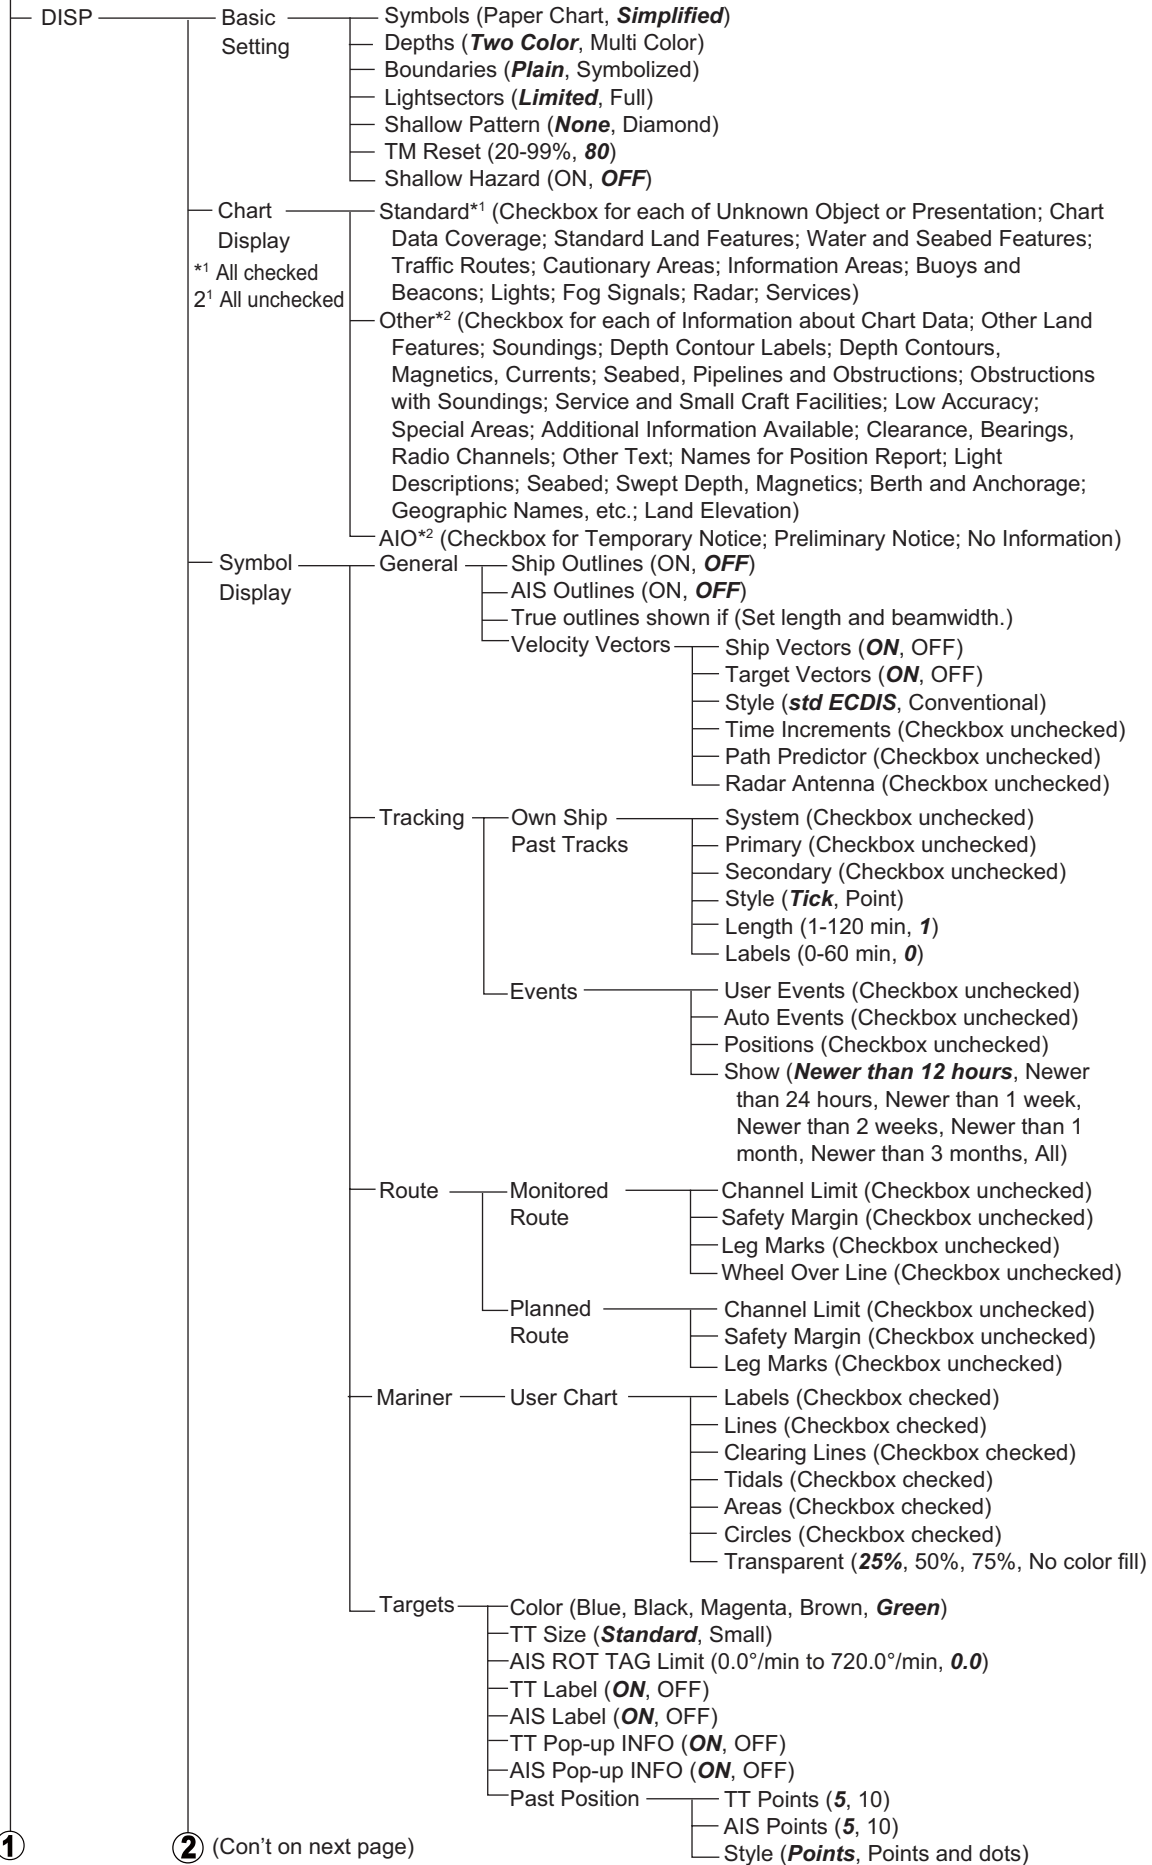 DISP
Basic
Setting
Symbols (Paper Chart, Simplified)
Depths (Two Color, Multi Color)
Boundaries (Plain, Symbolized)
Lightsectors (Limited, Full)
Shallow Pattern (None, Diamond)
TM Reset (20-99%, 80)
Shallow Hazard (ON, OFF)
Chart
Display
*1 All checked
2¹ All unchecked
Standard*1 (Checkbox for each of Unknown Object or Presentation; Chart
Data Coverage; Standard Land Features; Water and Seabed Features;
Traffic Routes; Cautionary Areas; Information Areas; Buoys and
Beacons; Lights; Fog Signals; Radar; Services)
Other*2 (Checkbox for each of Information about Chart Data; Other Land
Features; Soundings; Depth Contour Labels; Depth Contours,
Magnetics, Currents; Seabed, Pipelines and Obstructions; Obstructions
with Soundings; Service and Small Craft Facilities; Low Accuracy;
Special Areas; Additional Information Available; Clearance, Bearings,
Radio Channels; Other Text; Names for Position Report; Light
Descriptions; Seabed; Swept Depth, Magnetics; Berth and Anchorage;
Geographic Names, etc.; Land Elevation)
AIO*2 (Checkbox for Temporary Notice; Preliminary Notice; No Information)
Symbol
Display
General
Ship Outlines (ON, OFF)
AIS Outlines (ON, OFF)
True outlines shown if (Set length and beamwidth.)
Velocity Vectors
Ship Vectors (ON, OFF)
Target Vectors (ON, OFF)
Style (std ECDIS, Conventional)
Time Increments (Checkbox unchecked)
Path Predictor (Checkbox unchecked)
Radar Antenna (Checkbox unchecked)
Tracking
Own Ship
Past Tracks
System (Checkbox unchecked)
Primary (Checkbox unchecked)
Secondary (Checkbox unchecked)
Style (Tick, Point)
Length (1-120 min, 1)
Labels (0-60 min, 0)
Events
User Events (Checkbox unchecked)
Auto Events (Checkbox unchecked)
Positions (Checkbox unchecked)
Show (Newer than 12 hours, Newer
than 24 hours, Newer than 1 week,
Newer than 2 weeks, Newer than 1
month, Newer than 3 months, All)
Route
Monitored
Route
Channel Limit (Checkbox unchecked)
Safety Margin (Checkbox unchecked)
Leg Marks (Checkbox unchecked)
Wheel Over Line (Checkbox unchecked)
Planned
Route
Channel Limit (Checkbox unchecked)
Safety Margin (Checkbox unchecked)
Leg Marks (Checkbox unchecked)
Mariner
User Chart
Labels (Checkbox checked)
Lines (Checkbox checked)
Clearing Lines (Checkbox checked)
Tidals (Checkbox checked)
Areas (Checkbox checked)
Circles (Checkbox checked)
Transparent (25%, 50%, 75%, No color fill)
Targets
Color (Blue, Black, Magenta, Brown, Green)
TT Size (Standard, Small)
AIS ROT TAG Limit (0.0°/min to 720.0°/min, 0.0)
TT Label (ON, OFF)
AIS Label (ON, OFF)
TT Pop-up INFO (ON, OFF)
AIS Pop-up INFO (ON, OFF)
Past Position
TT Points (5, 10)
AIS Points (5, 10)
Style (Points, Points and dots)
1
2 (Con't on next page)